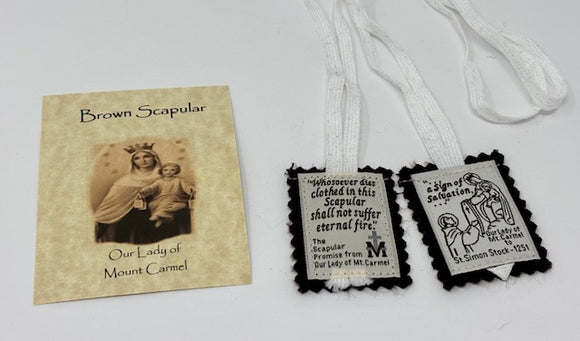 Brown Scapular
Our Lady of
Mount Carmel
"Whosoever dies
clothed in this
Scapular
shall not suffer
eternal fire."
The
Scapular
Promise from
Our Lady of Mt. Carmel
"a Sign of
Salvation,
Our Lady of
Mt. Carmel
to
St. Simon Stock-1251